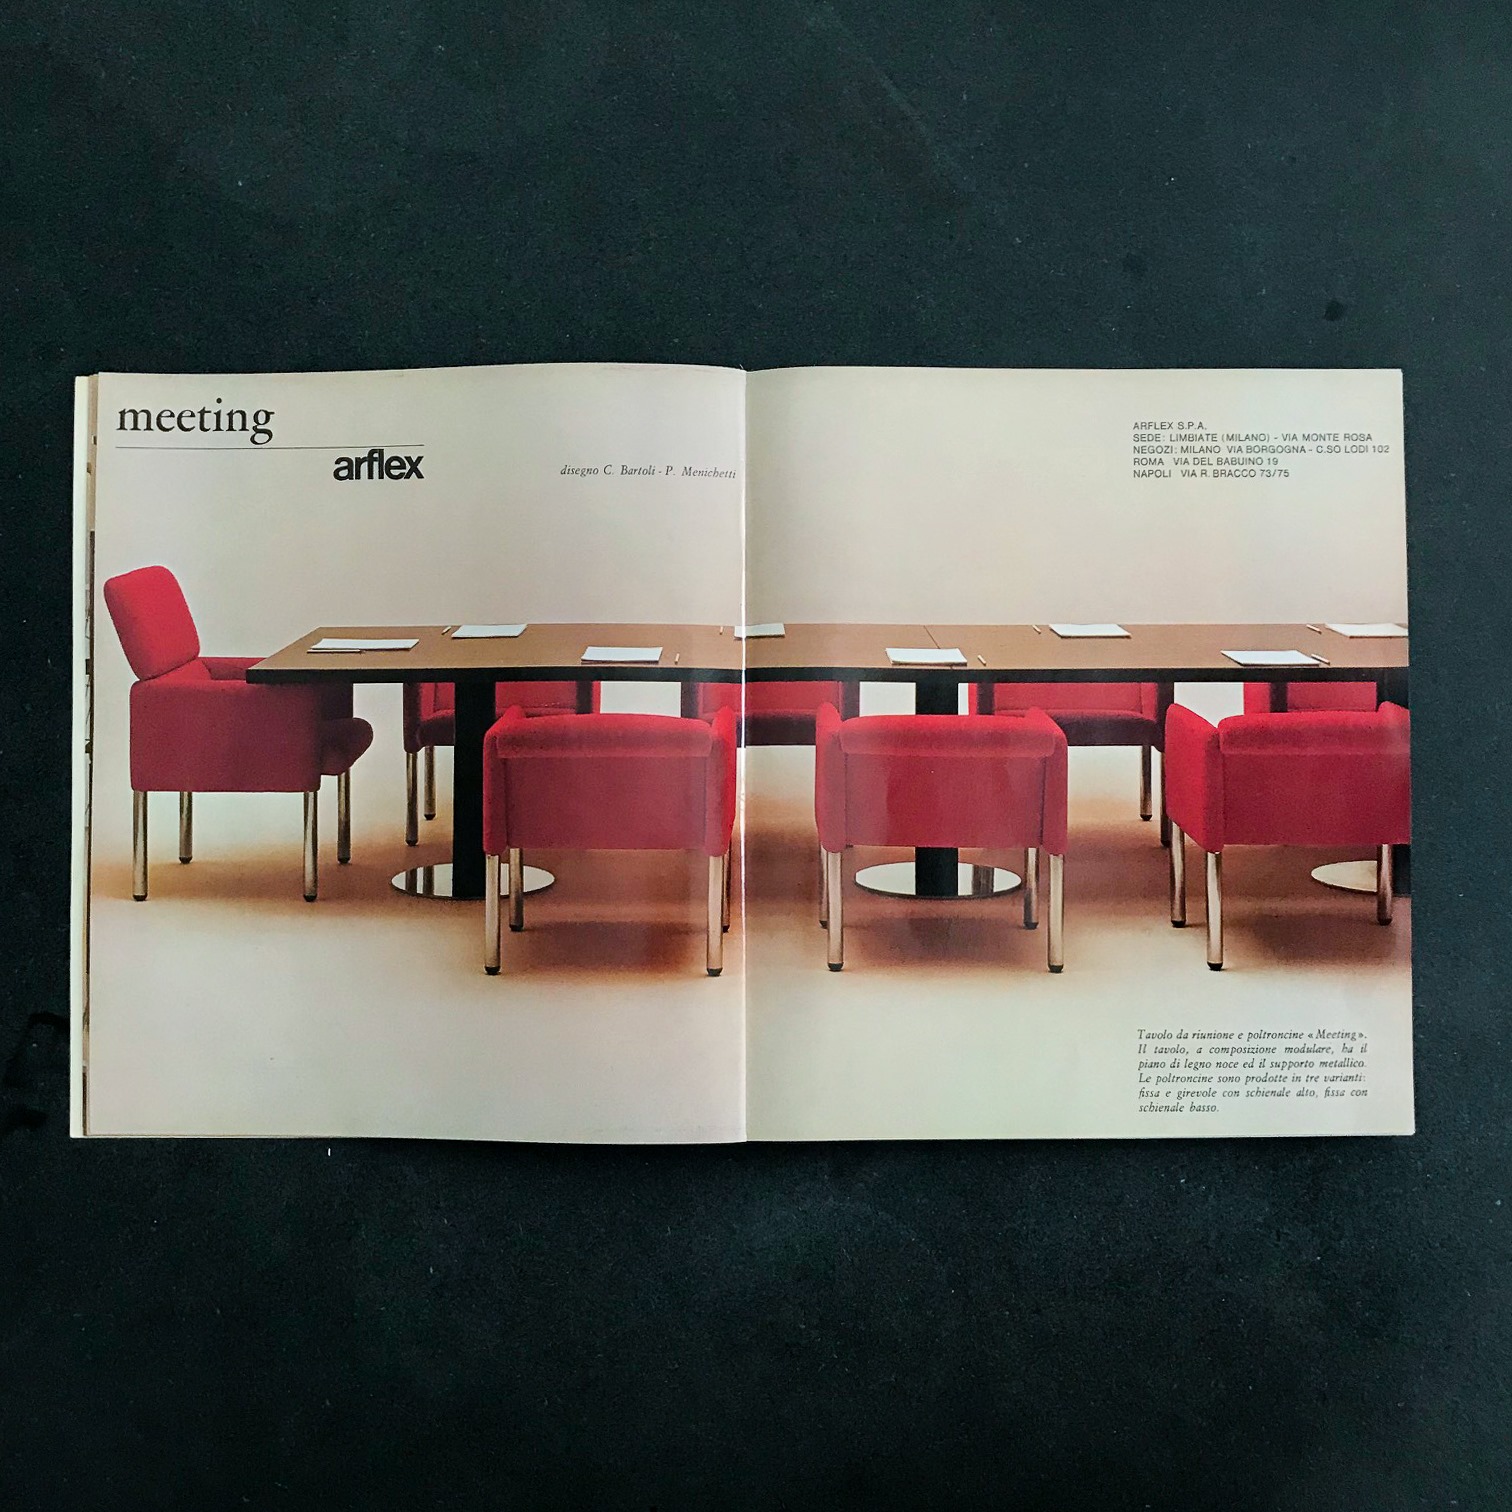 meeting
arflex
disegno C. Bartoli - P. Menichetti
ARFLEX S.P.A.
SEDE: LIMBIATE (MILANO) - VIA MONTE ROSA
NEGOZI: MILANO VIA BORGOGNA - C.SO LODI 102
ROMA VIA DEL BABUINO 19
NAPOLI VIA R. BRACCO 73/75
Tavolo da riunione e poltroncine «Meeting».
Il tavolo, a composizione modulare, ha il
piano di legno noce ed il supporto metallico.
Le poltroncine sono prodotte in tre varianti:
fissa e girevole con schienale alto, fissa con
schienale basso.